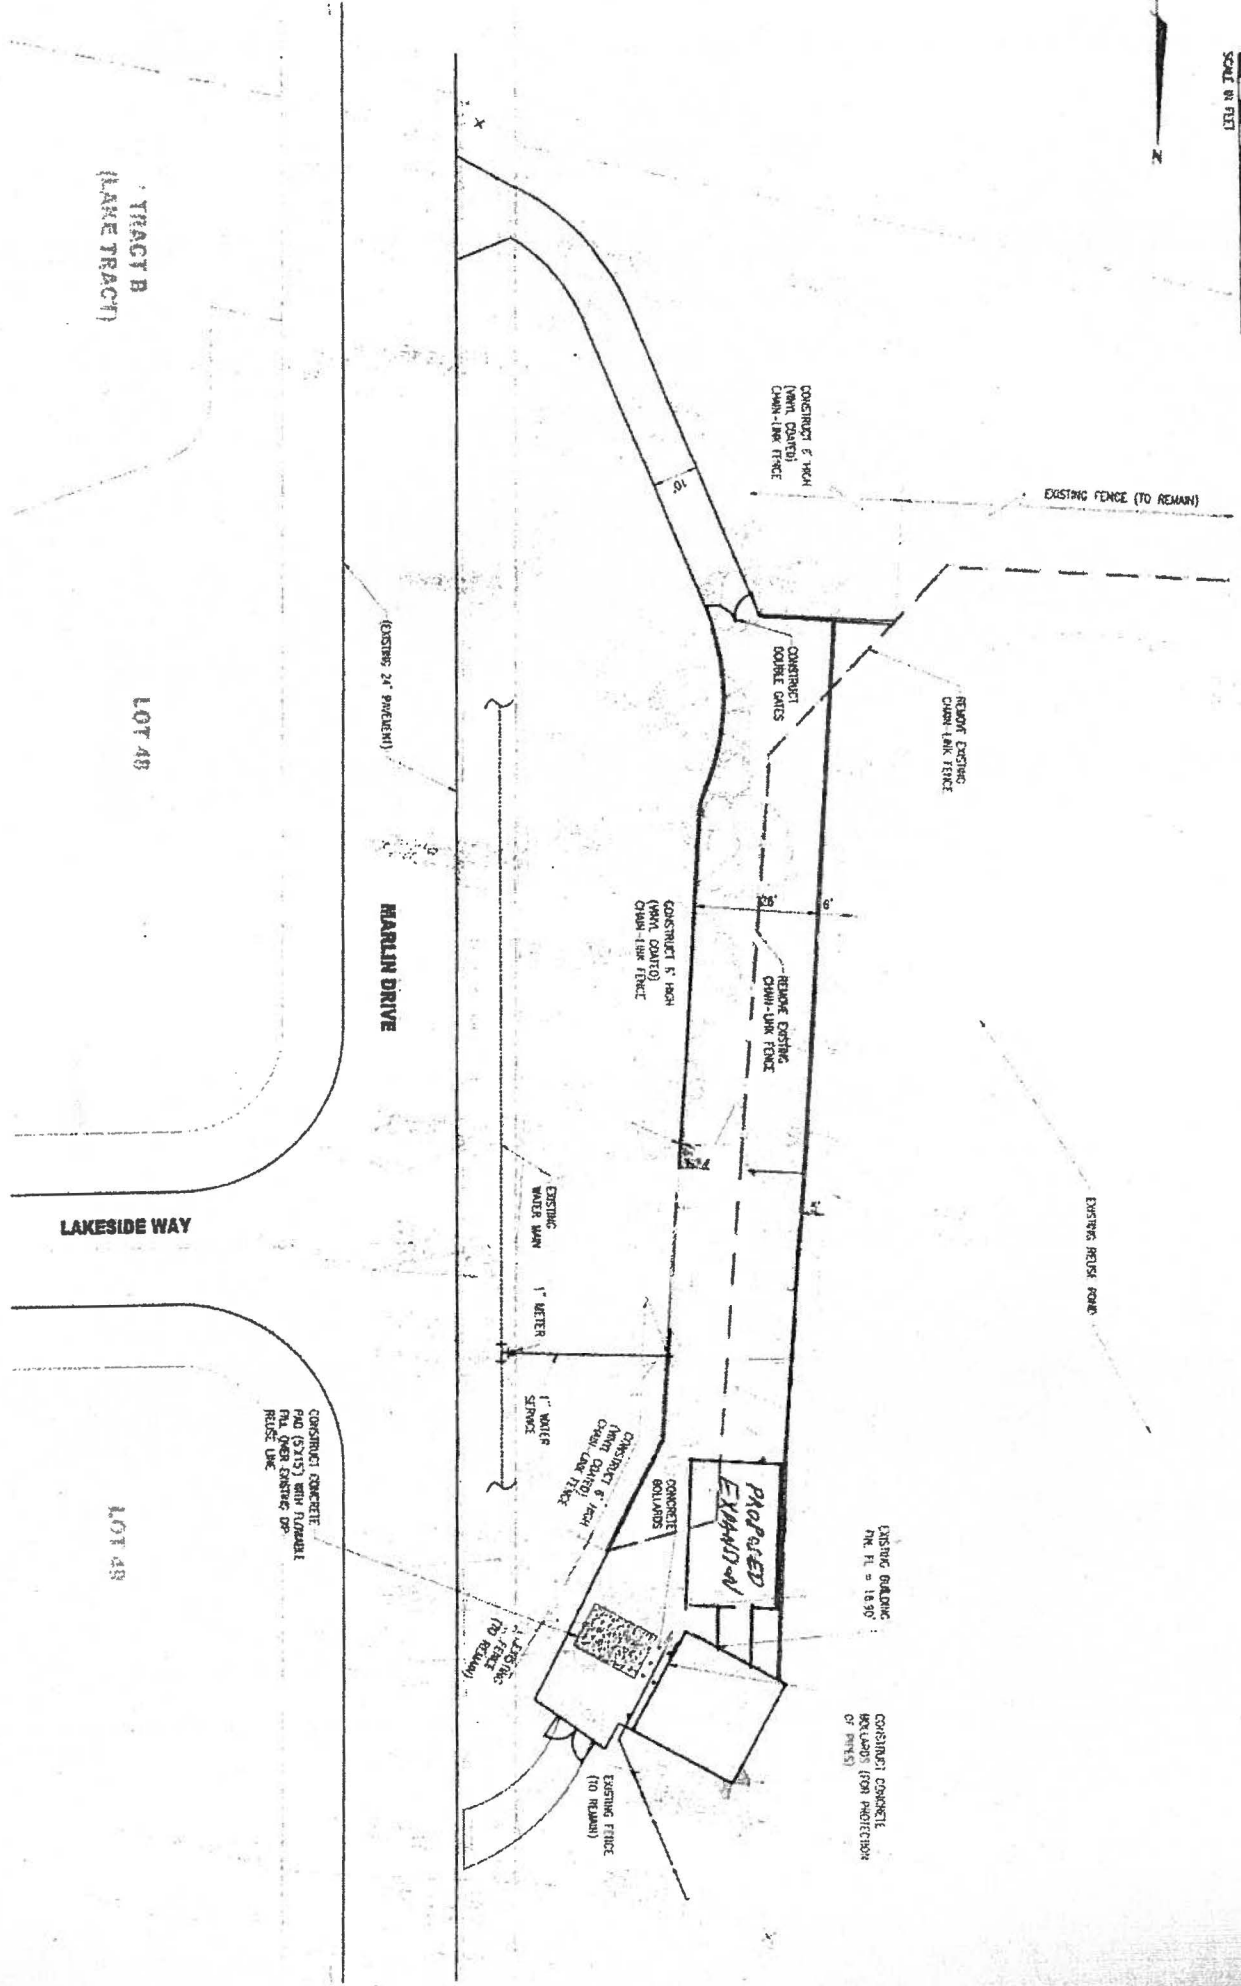 SCALE IN FEET
N
TRACT B
(LAKE TRACT)
CONSTRUCT 6' HIGH
(VINYL COATED)
CHAIN-LINK FENCE
EXISTING FENCE (TO REMAIN)
10'
CONSTRUCT
DOUBLE GATES
REMOVE EXISTING
CHAIN-LINK FENCE
(EXISTING 24' PAVEMENT)
LOT 48
MARLIN DRIVE
CONSTRUCT 6' HIGH
(VINYL COATED)
CHAIN-LINK FENCE
6'
REMOVE EXISTING
CHAIN-LINK FENCE
EXISTING REUSE POND
EXISTING
WATER MAIN
LAKESIDE WAY
1" METER
1" WATER
SERVICE
CONSTRUCT 6' HIGH
(VINYL COATED)
CHAIN-LINK FENCE
CONCRETE
BOLLARDS
PROPOSED
EXPANSION
CONSTRUCT CONCRETE
PAD (5'X15') WITH FLOWABLE
FILL OVER EXISTING DIP
REUSE LINE
LOT 49
EXISTING BUILDING
FIN. FL = 18.90'
EXISTING
FENCE
(TO REMAIN)
CONSTRUCT CONCRETE
BOLLARDS (FOR PROTECTION
OF PIPES)
EXISTING FENCE
(TO REMAIN)